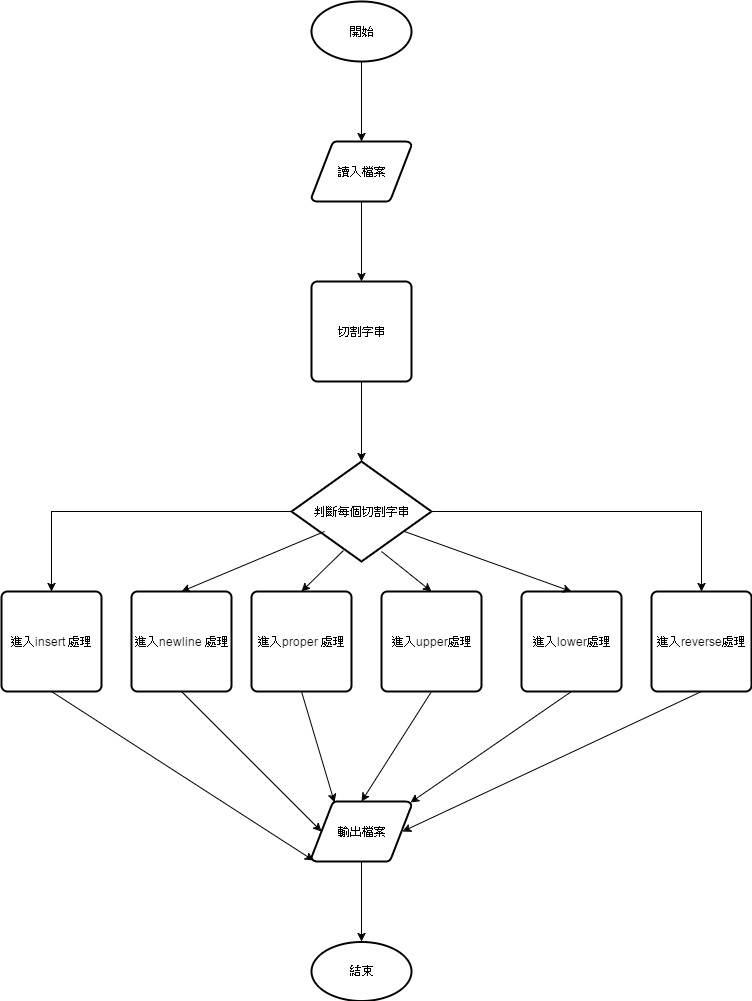 開始
讀入檔案
切割字串
判斷每個切割字串
進入insert 處理
進入newline 處理
進入proper 處理
進入upper處理
進入lower處理
進入reverse處理
輸出檔案
結束